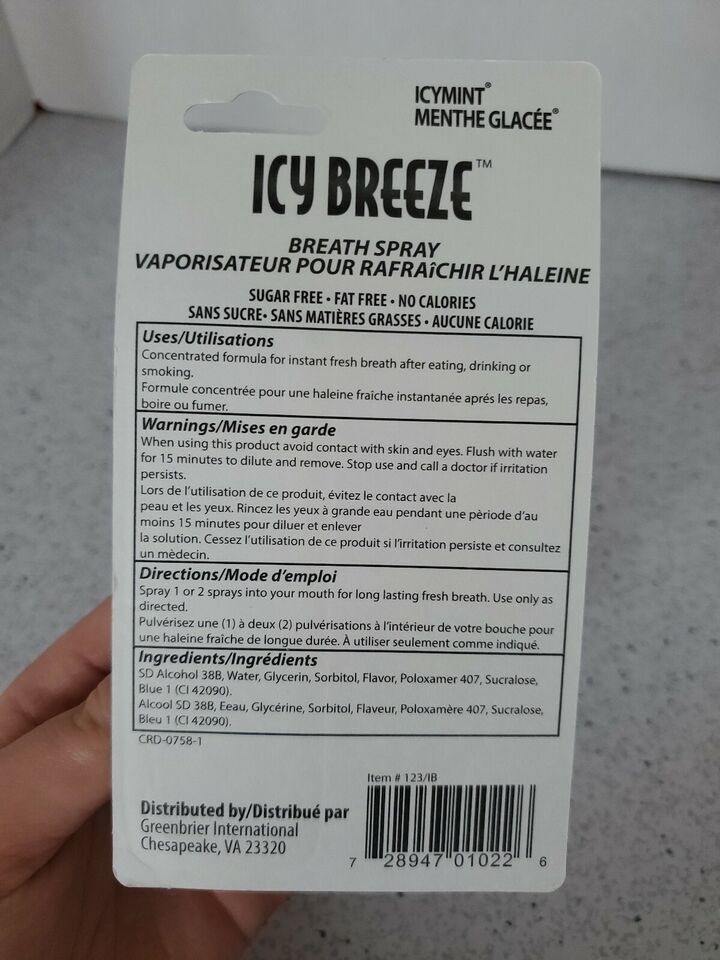 ICYMINT®
MENTHE GLACÉE®
ICY BREEZE™
BREATH SPRAY
VAPORISATEUR POUR RAFRAîCHIR L'HALEINE
SUGAR FREE • FAT FREE • NO CALORIES
SANS SUCRE• SANS MATIÈRES GRASSES • AUCUNE CALORIE
Uses/Utilisations
Concentrated formula for instant fresh breath after eating, drinking or
smoking.
Formule concentrée pour une haleine fraîche instantanée aprés les repas,
boire ou fumer.
Warnings/Mises en garde
When using this product avoid contact with skin and eyes. Flush with water
for 15 minutes to dilute and remove. Stop use and call a doctor if irritation
persists.
Lors de l'utilisation de ce produit, évitez le contact avec la
peau et les yeux. Rincez les yeux à grande eau pendant une pèriode d'au
moins 15 minutes pour diluer et enlever
la solution. Cessez l'utilisation de ce produit si l'irritation persiste et consultez
un mèdecin.
Directions/Mode d'emploi
Spray 1 or 2 sprays into your mouth for long lasting fresh breath. Use only as
directed.
Pulvérisez une (1) à deux (2) pulvérisations à l'intérieur de votre bouche pour
une haleine fraîche de longue durée. À utiliser seulement comme indiqué.
Ingredients/Ingrédients
SD Alcohol 38B, Water, Glycerin, Sorbitol, Flavor, Poloxamer 407, Sucralose,
Blue 1 (CI 42090).
Alcool SD 38B, Eeau, Glycérine, Sorbitol, Flaveur, Poloxamère 407, Sucralose,
Bleu 1 (CI 42090).
CRD-0758-1
Item # 123/IB
Distributed by/Distribué par
Greenbrier International
Chesapeake, VA 23320
7 28947 01022 6